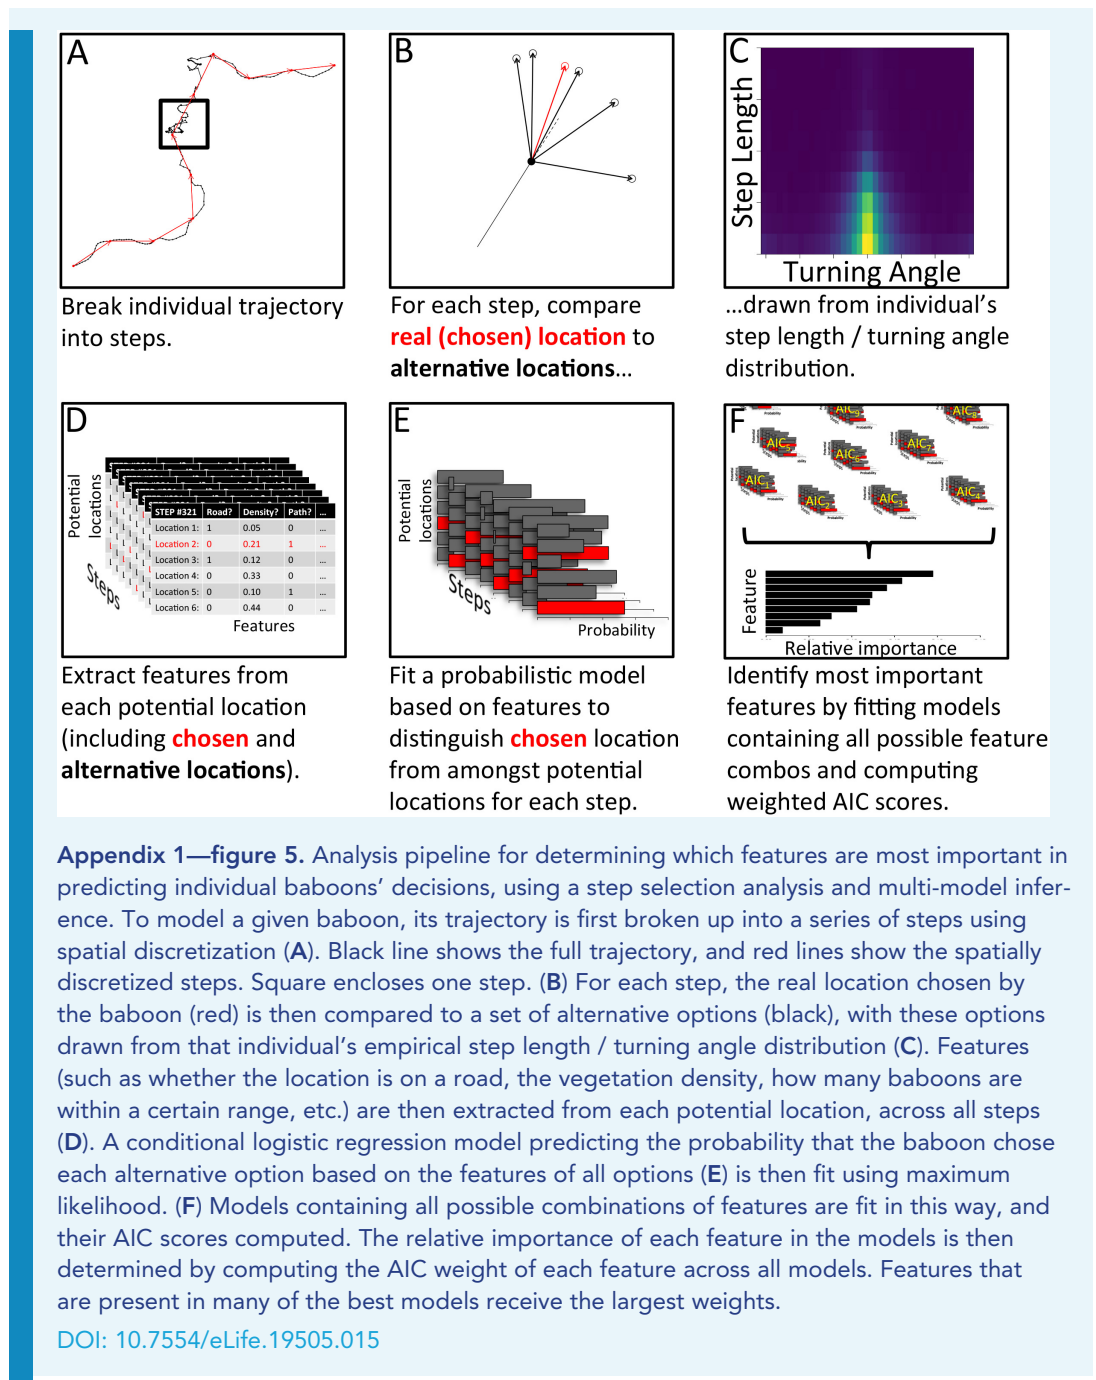 A
Break individual trajectory
into steps.
B
For each step, compare
real (chosen) location to
alternative locations...
C
Step Length
Turning Angle
...drawn from individual's
step length / turning angle
distribution.
D
Potential
locations
Steps
STEP #321 Road? Density? Path? ...
Location 1: 1 0.05 0 ...
Location 2: 0 0.21 1 ...
Location 3: 1 0.12 0 ...
Location 4: 0 0.33 0 ...
Location 5: 0 0.10 1 ...
Location 6: 0 0.44 0 ...
Features
Extract features from
each potential location
(including chosen and
alternative locations).
E
Potential
locations
Steps
Probability
Fit a probabilistic model
based on features to
distinguish chosen location
from amongst potential
locations for each step.
F
Feature
Relative importance
Identify most important
features by fitting models
containing all possible feature
combos and computing
weighted AIC scores.
Appendix 1—figure 5. Analysis pipeline for determining which features are most important in
predicting individual baboons' decisions, using a step selection analysis and multi-model infer-
ence. To model a given baboon, its trajectory is first broken up into a series of steps using
spatial discretization (A). Black line shows the full trajectory, and red lines show the spatially
discretized steps. Square encloses one step. (B) For each step, the real location chosen by
the baboon (red) is then compared to a set of alternative options (black), with these options
drawn from that individual's empirical step length / turning angle distribution (C). Features
(such as whether the location is on a road, the vegetation density, how many baboons are
within a certain range, etc.) are then extracted from each potential location, across all steps
(D). A conditional logistic regression model predicting the probability that the baboon chose
each alternative option based on the features of all options (E) is then fit using maximum
likelihood. (F) Models containing all possible combinations of features are fit in this way, and
their AIC scores computed. The relative importance of each feature in the models is then
determined by computing the AIC weight of each feature across all models. Features that
are present in many of the best models receive the largest weights.
DOI: 10.7554/eLife.19505.015